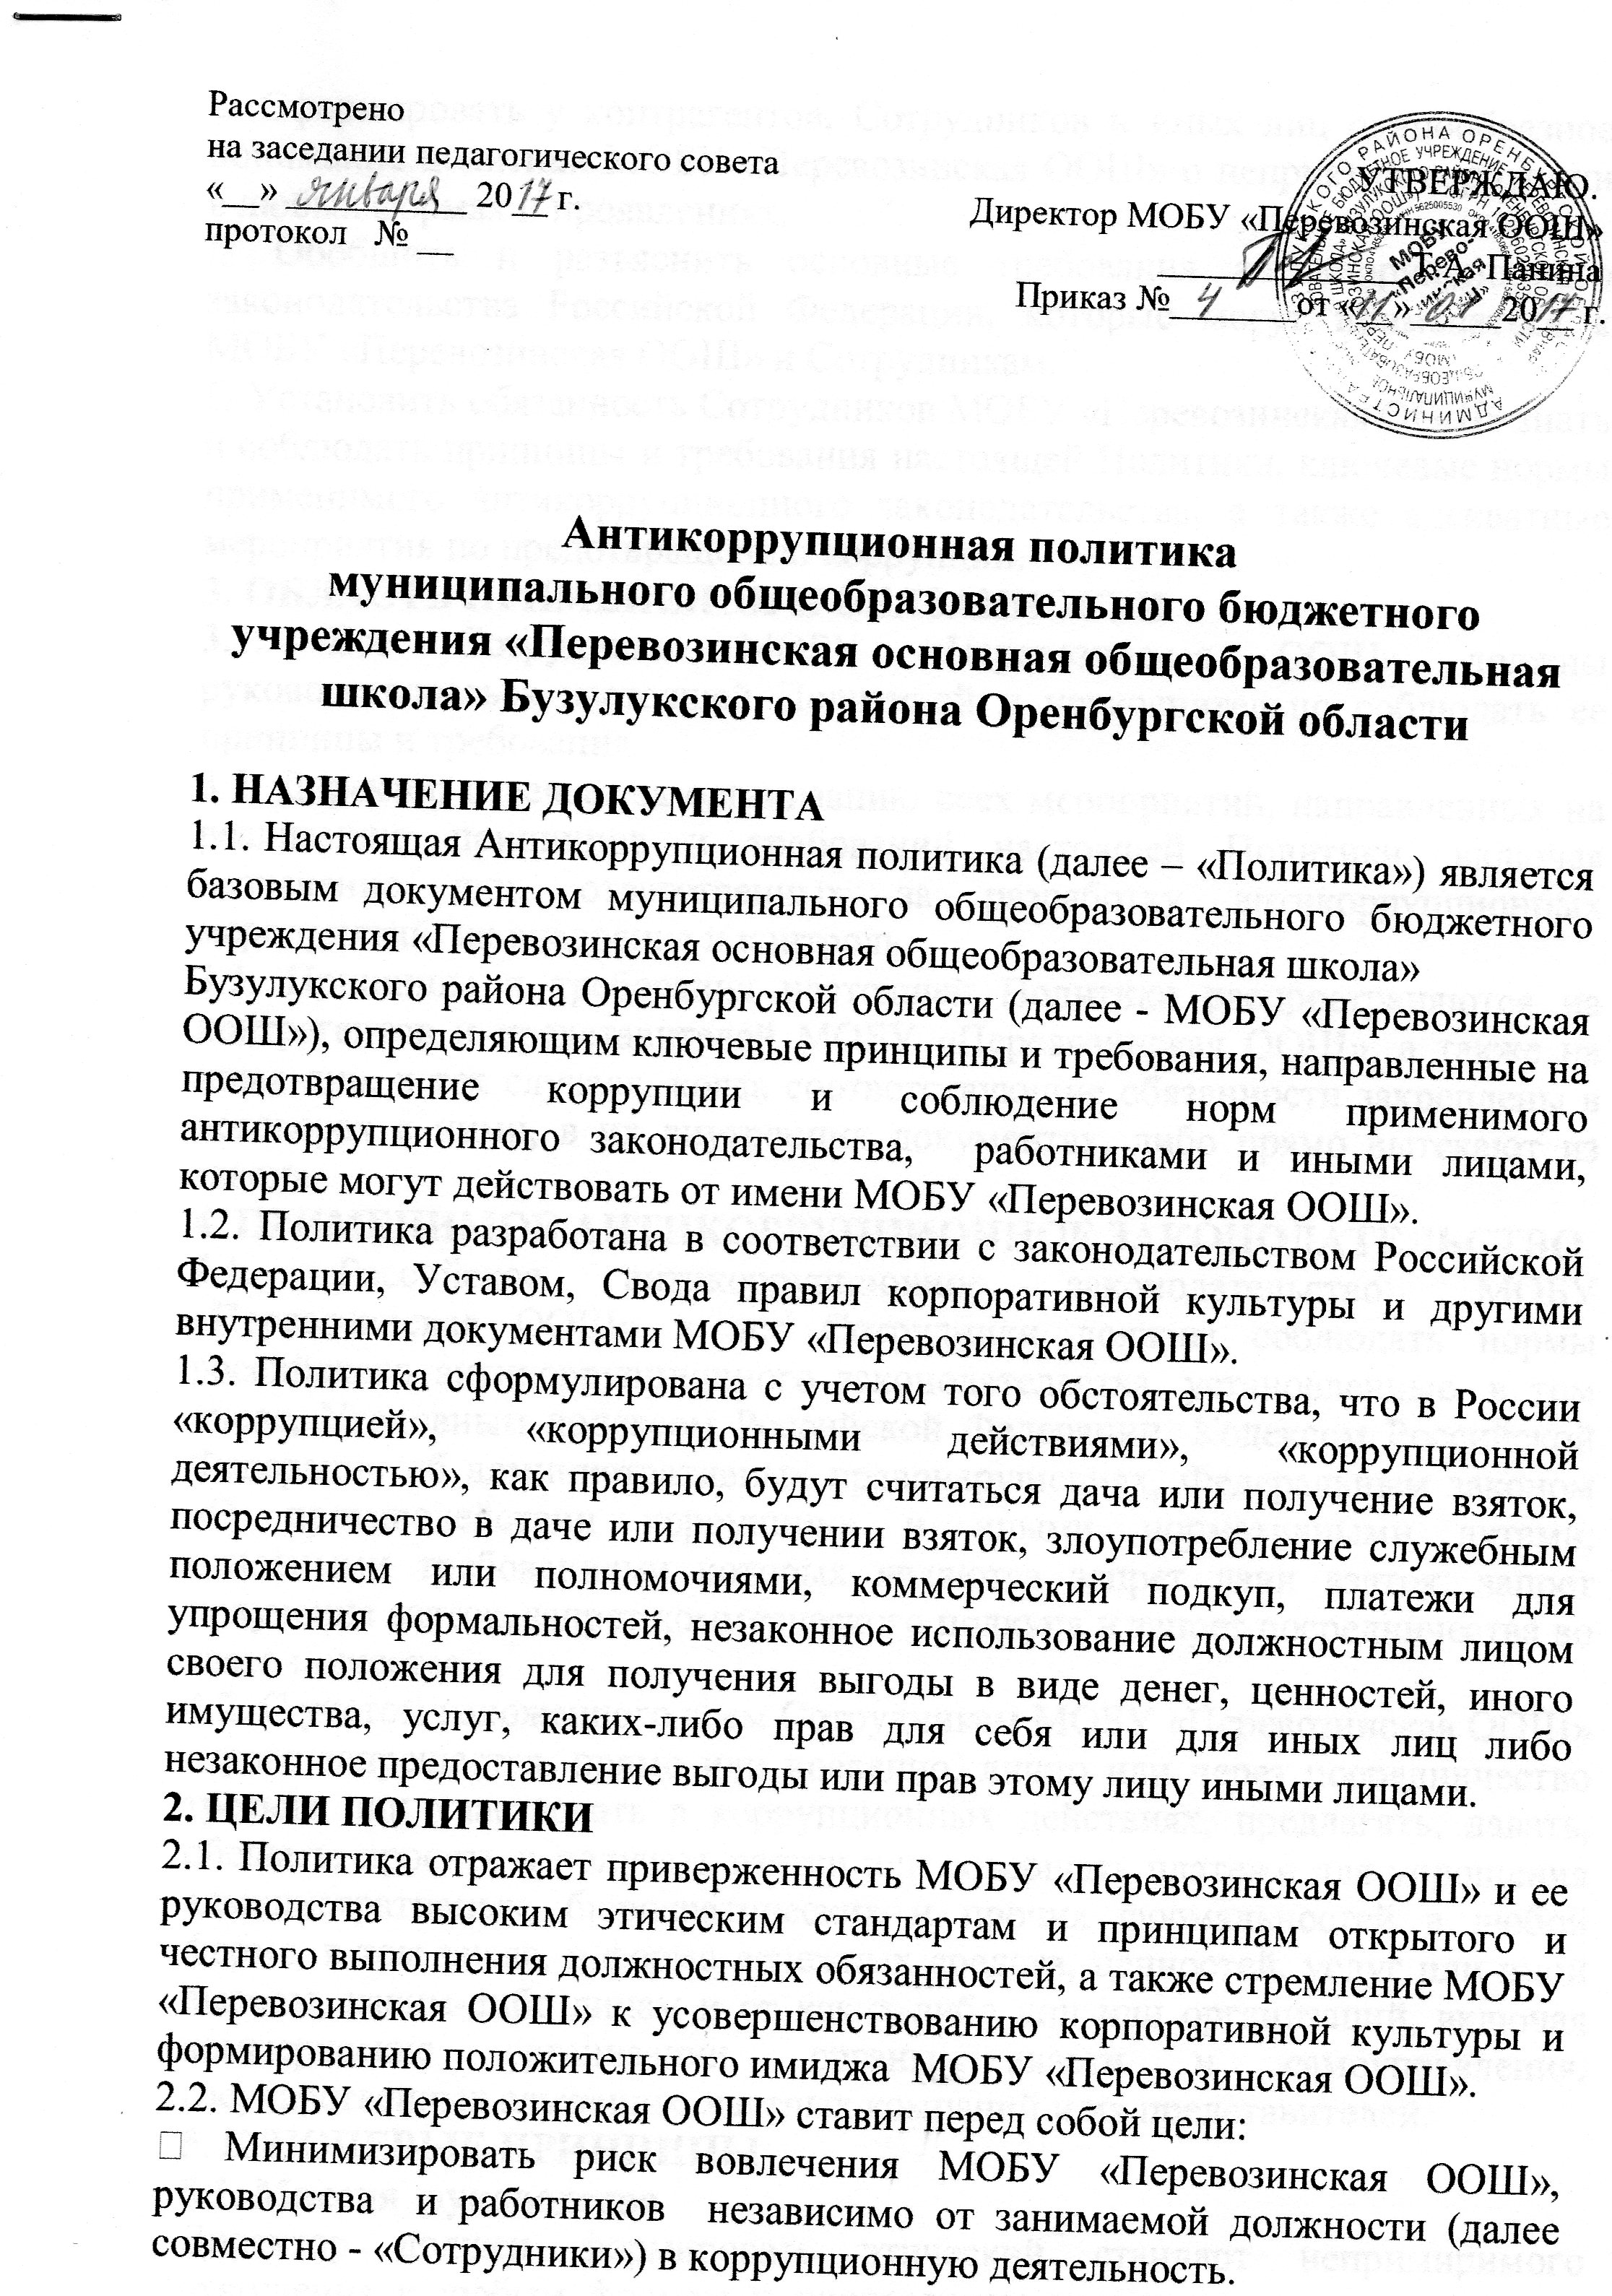 Рассмотрено
на заседании педагогического совета
«__» января 2017 г.
протокол № __
УТВЕРЖДАЮ.
Директор МОБУ «Перевозинская ООШ»
Т.А. Панина
Приказ № 4 от «11» 01 2017 г.
Антикоррупционная политика
муниципального общеобразовательного бюджетного
учреждения «Перевозинская основная общеобразовательная
школа» Бузулукского района Оренбургской области
1. НАЗНАЧЕНИЕ ДОКУМЕНТА
1.1. Настоящая Антикоррупционная политика (далее – «Политика») является
базовым документом муниципального общеобразовательного бюджетного
учреждения «Перевозинская основная общеобразовательная школа»
Бузулукского района Оренбургской области (далее - МОБУ «Перевозинская
ООШ»), определяющим ключевые принципы и требования, направленные на
предотвращение коррупции и соблюдение норм применимого
антикоррупционного законодательства, работниками и иными лицами,
которые могут действовать от имени МОБУ «Перевозинская ООШ».
1.2. Политика разработана в соответствии с законодательством Российской
Федерации, Уставом, Свода правил корпоративной культуры и другими
внутренними документами МОБУ «Перевозинская ООШ».
1.3. Политика сформулирована с учетом того обстоятельства, что в России
«коррупцией», «коррупционными действиями», «коррупционной
деятельностью», как правило, будут считаться дача или получение взяток,
посредничество в даче или получении взяток, злоупотребление служебным
положением или полномочиями, коммерческий подкуп, платежи для
упрощения формальностей, незаконное использование должностным лицом
своего положения для получения выгоды в виде денег, ценностей, иного
имущества, услуг, каких-либо прав для себя или для иных лиц либо
незаконное предоставление выгоды или прав этому лицу иными лицами.
2. ЦЕЛИ ПОЛИТИКИ
2.1. Политика отражает приверженность МОБУ «Перевозинская ООШ» и ее
руководства высоким этическим стандартам и принципам открытого и
честного выполнения должностных обязанностей, а также стремление МОБУ
«Перевозинская ООШ» к усовершенствованию корпоративной культуры и
формированию положительного имиджа МОБУ «Перевозинская ООШ».
2.2. МОБУ «Перевозинская ООШ» ставит перед собой цели:
Минимизировать риск вовлечения МОБУ «Перевозинская ООШ»,
руководства и работников независимо от занимаемой должности (далее
совместно - «Сотрудники») в коррупционную деятельность.